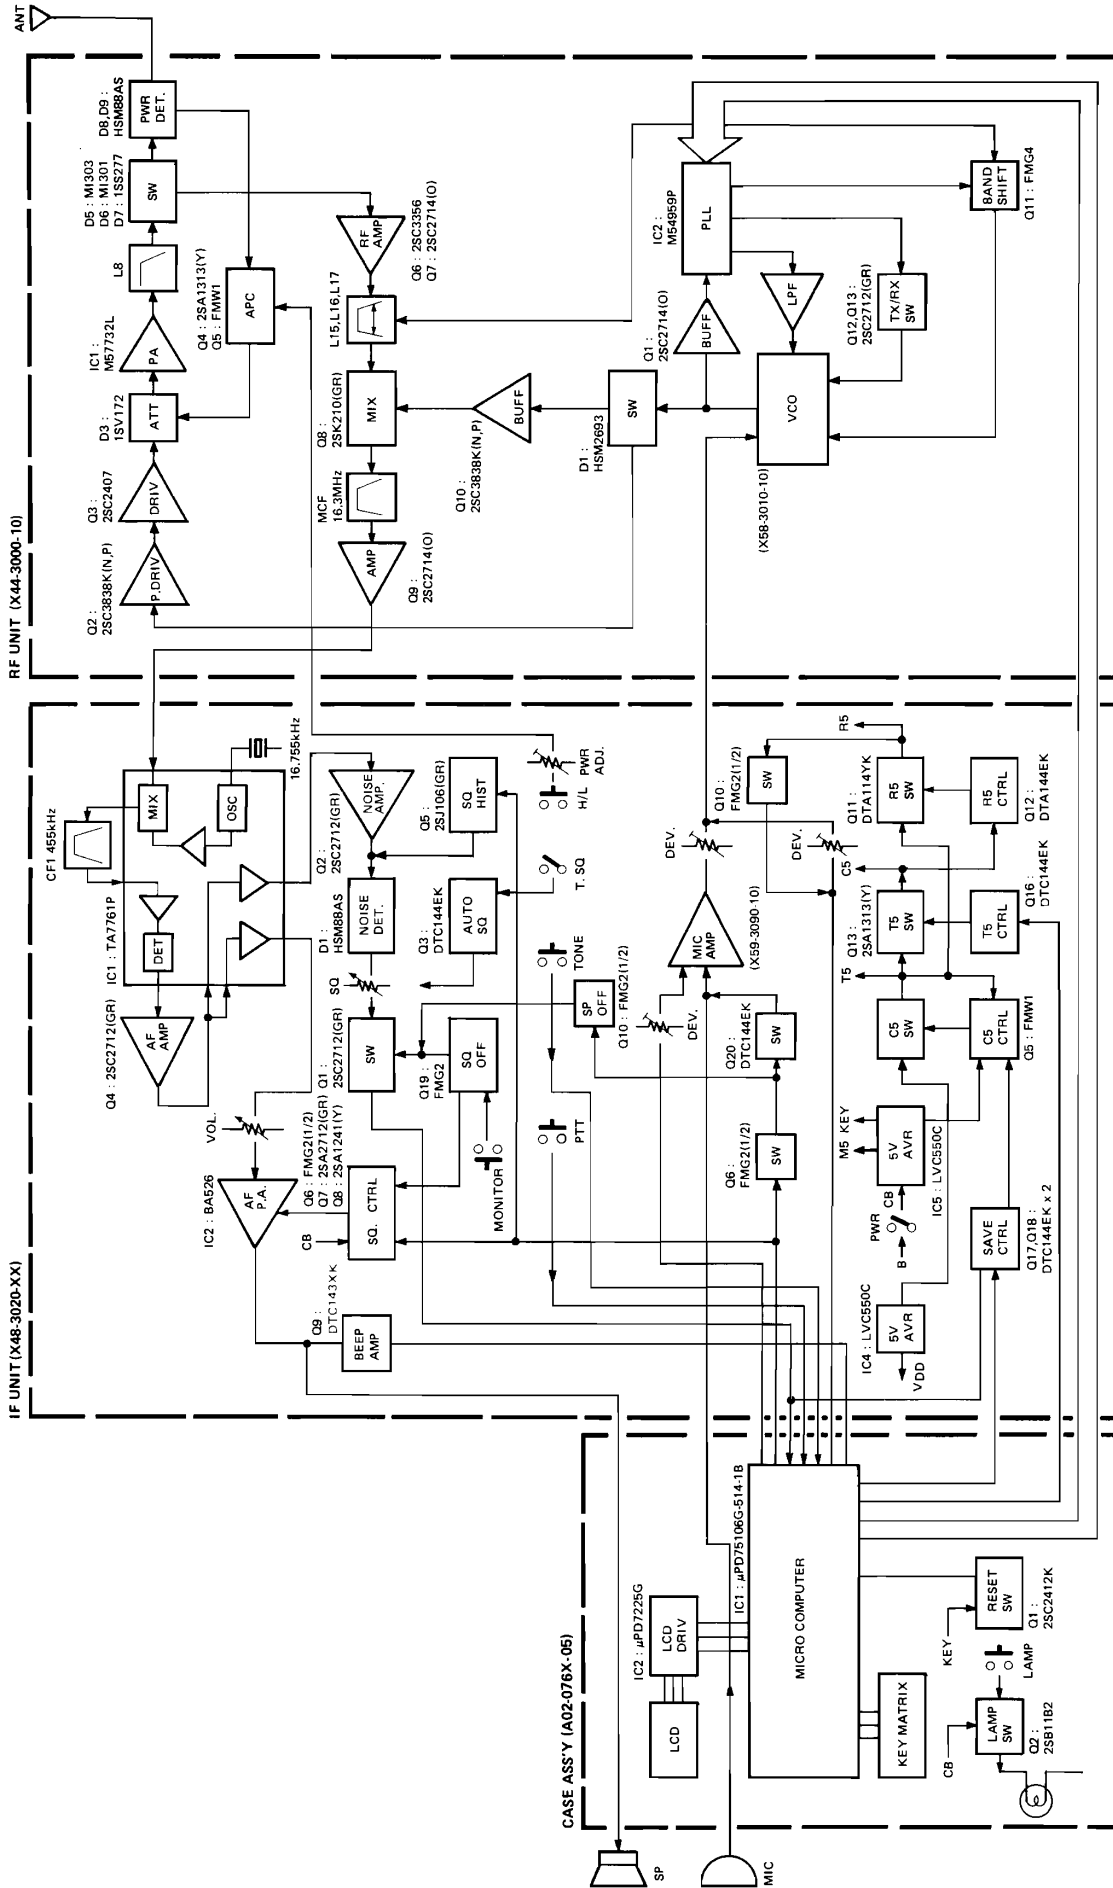 IF UNIT (X48-3020-XX)
RF UNIT (X44-3000-10)
CASE ASS'Y (A02-076X-05)
ANT
D8,D9 :
HSM88AS
PWR
DET.
D5 : MI303
D6 : MI301
D7 : 1SS277
SW
L8
IC1 :
M57732L
PA
D3 :
1SV172
ATT
Q3 :
2SC2407
DRIV
Q2 :
2SC3838K(N,P)
P.DRIV
Q4 : 2SA1313(Y)
Q5 : FMW1
APC
RF
AMP
Q6 : 2SC3356
Q7 : 2SC2714(O)
L15,L16,L17
Q8 :
2SK210(GR)
MIX
MCF
16.3MHz
AMP
Q9 :
2SC2714(O)
BUFF
Q10 :
2SC3838K(N,P)
SW
D1 :
HSM2693
Q1 :
2SC2714(O)
BUFF
IC2 :
M54959P
PLL
LPF
VCO
(X58-3010-10)
Q12,Q13 :
2SC2712(GR)
TX/RX
SW
BAND
SHIFT
Q11 : FMG4
CF1 455kHz
MIX
OSC
16.755kHz
IC1 : TA7761P
DET
AF
AMP
Q4 : 2SC2712(GR)
NOISE
AMP.
Q2 :
2SC2712(GR)
D1 :
HSM88AS
NOISE
DET.
Q5 :
2SJ106(GR)
SQ
HIST
Q3 :
DTC144EK
AUTO
SQ
SQ
Q1 :
2SC2712(GR)
SW
Q19 :
FMG2
SQ
OFF
VOL.
IC2 : BA526
AF
P.A.
Q6 : FMG2(1/2)
Q7 : 2SA2712(GR)
Q8 : 2SA1241(Y)
SQ. CTRL
CB
Q9 :
DTC143XK
BEEP
AMP
MONITOR
PTT
TONE
T. SQ
H/L
PWR
ADJ.
SP
OFF
Q10 : FMG2(1/2)
DEV.
MIC
AMP
(X59-3090-10)
DEV.
DEV.
Q10 :
FMG2(1/2)
SW
Q20 :
DTC144EK
SW
Q6 :
FMG2(1/2)
SW
R5
Q11 :
DTA114YK
R5
SW
R5
CTRL
Q12 :
DTA144EK
C5
Q13 :
2SA1313(Y)
T5
SW
T5
CTRL
Q16 :
DTC144EK
T5
C5
SW
C5
CTRL
Q5 : FMW1
M5 KEY
5V
AVR
IC5 : LVC550C
CB
PWR
B
IC4 : LVC550C
5V
AVR
VDD
SAVE
CTRL
Q17,Q18 :
DTC144EK x 2
IC1 : µPD75106G-514-1B
MICRO COMPUTER
IC2 : µPD7225G
LCD
DRIV
LCD
KEY MATRIX
KEY
RESET
SW
Q1 :
2SC2412K
LAMP
LAMP
SW
Q2 :
2SB11B2
CB
SP
MIC